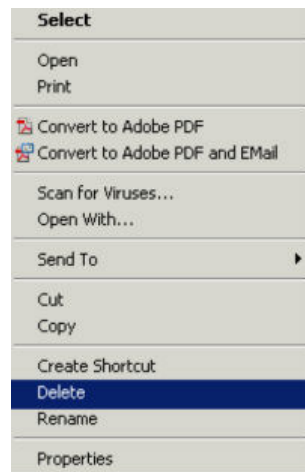 Select
Open
Print
Convert to Adobe PDF
Convert to Adobe PDF and EMail
Scan for Viruses...
Open With...
Send To
Cut
Copy
Create Shortcut
Delete
Rename
Properties